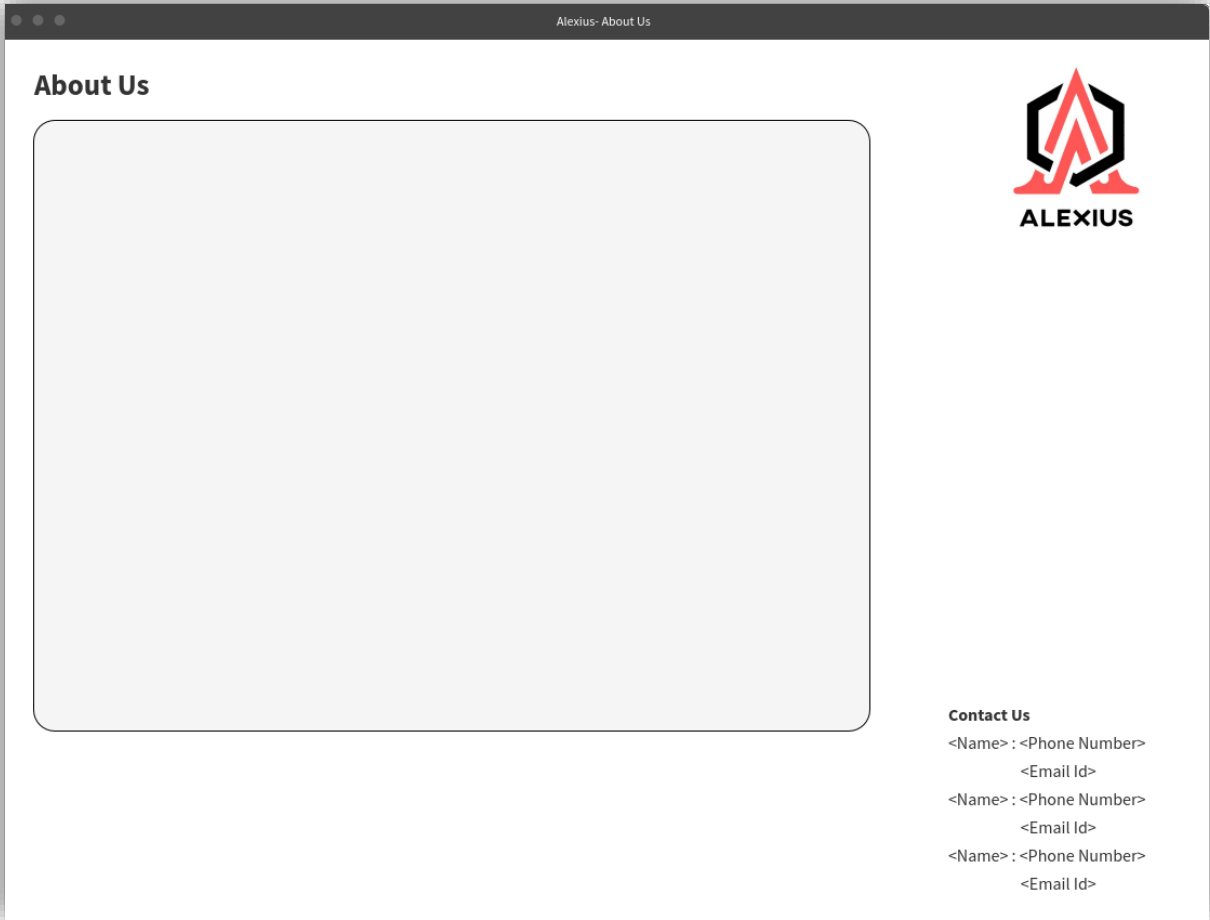 Alexius- About Us
About Us
ALEXIUS
Contact Us
<Name> : <Phone Number>
<Email Id>
<Name> : <Phone Number>
<Email Id>
<Name> : <Phone Number>
<Email Id>